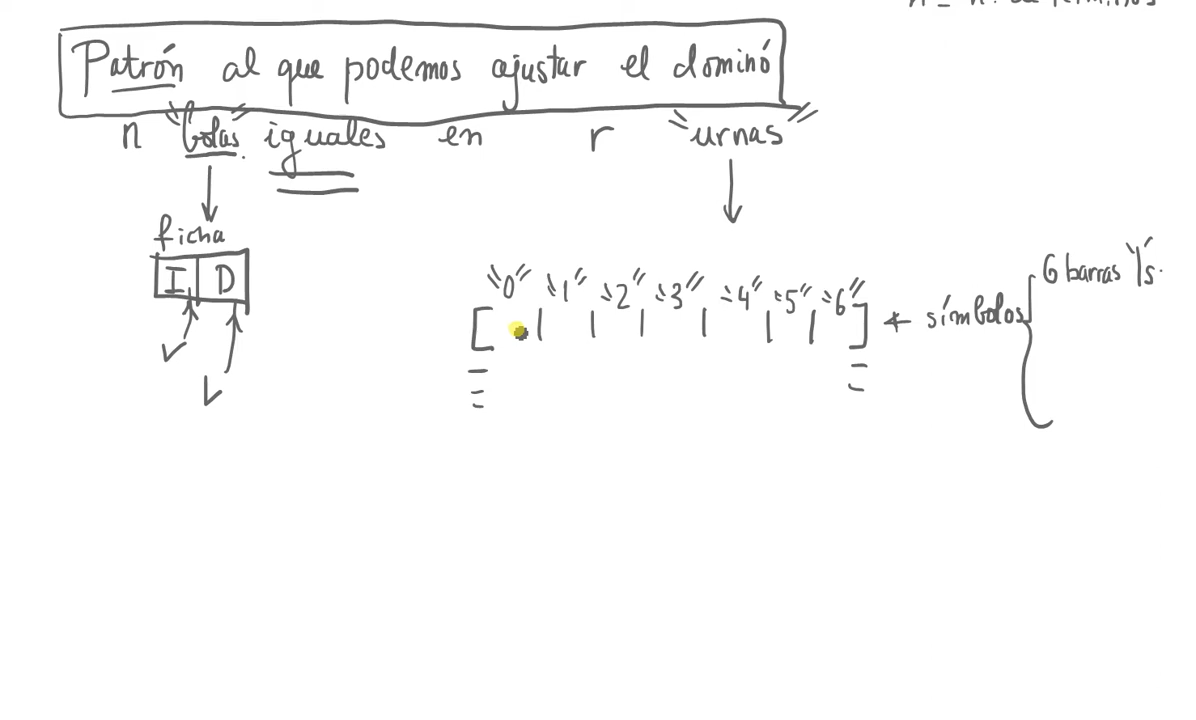 Patrón al que podemos ajustar el dominó
n "bolas" iguales en r "urnas"
ficha
I D
"0" "1" "2" "3" "4" "5" "6"
[ | | | | | | ] * símbolos { 6 barras "1"s.